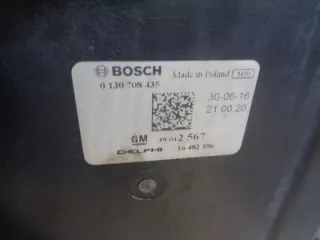 BOSCH Made in Poland
0 130 708 435
30-06-16
21:00:20
GM 39 012 567
DELPHI 16 482 396